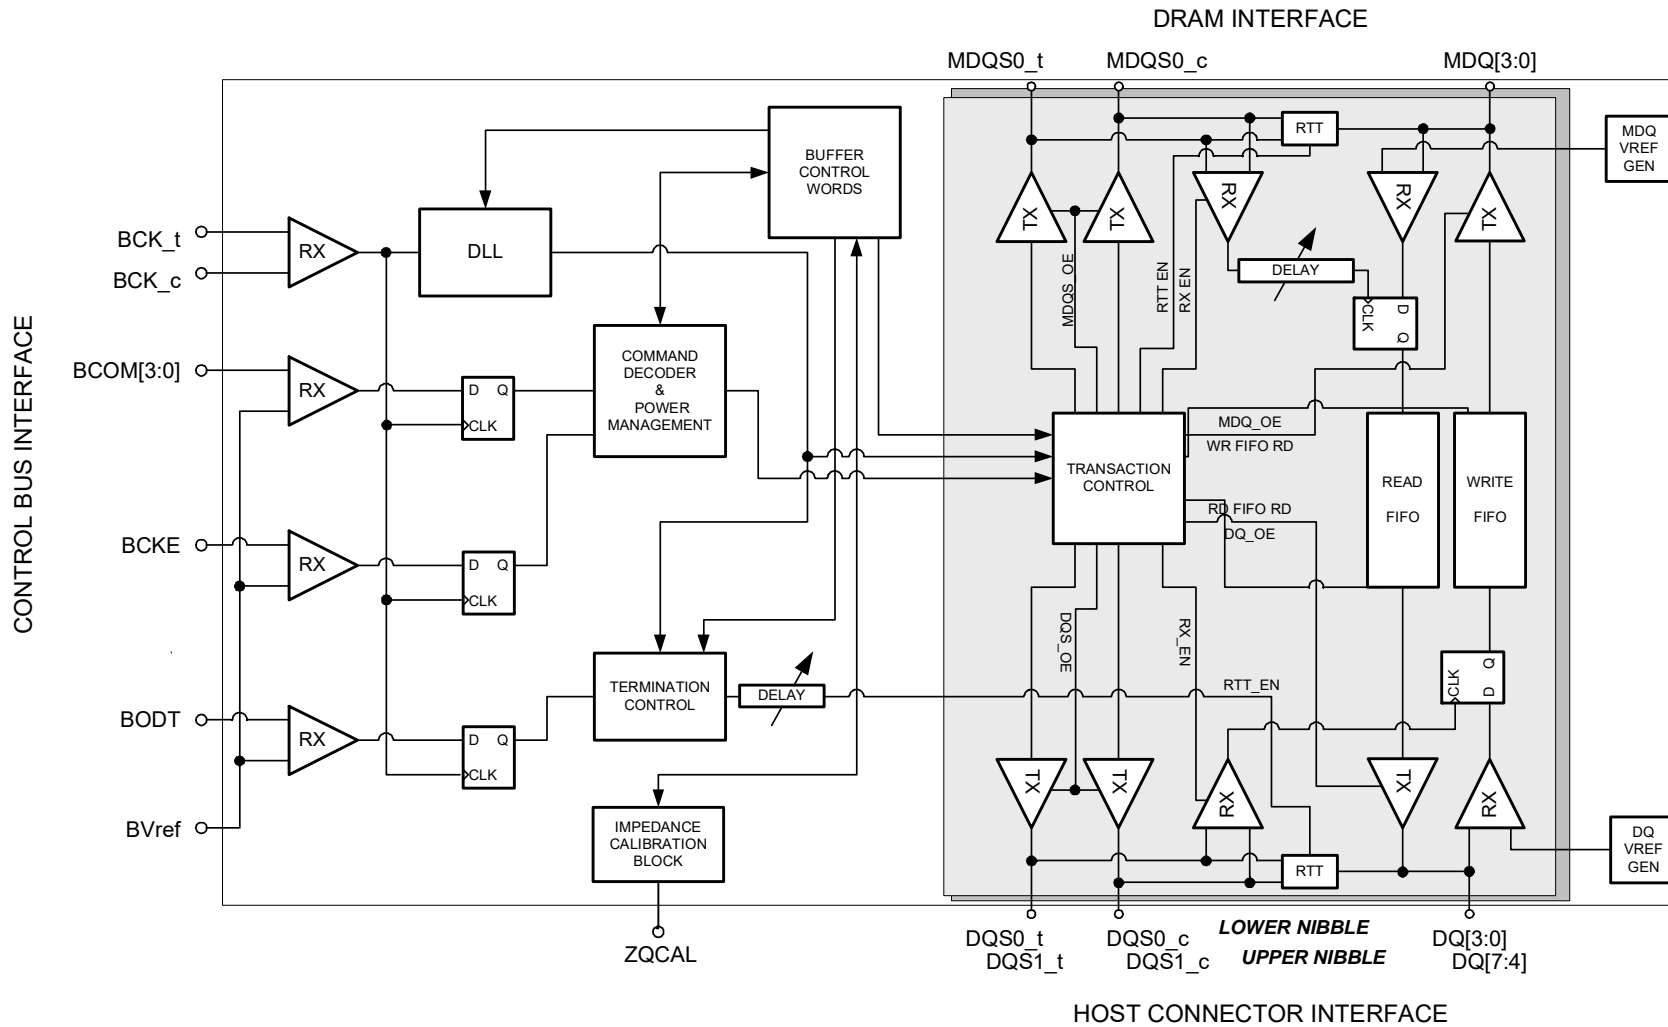 DRAM INTERFACE
MDQS0_t
MDQS0_c
MDQ[3:0]
BUFFER
CONTROL
WORDS
RTT
MDQ
VREF
GEN
TX
TX
RX
RX
TX
BCK_t
BCK_c
RX
DLL
MDQS_OE
RTT EN
RX EN
DELAY
CLK
D
Q
CONTROL BUS INTERFACE
BCOM[3:0]
RX
D Q
CLK
COMMAND
DECODER
&
POWER
MANAGEMENT
MDQ_OE
WR FIFO RD
TRANSACTION
CONTROL
READ
FIFO
WRITE
FIFO
RD FIFO RD
DQ_OE
BCKE
RX
D Q
CLK
DQS_OE
RX_EN
RTT_EN
CLK
Q
D
TERMINATION
CONTROL
DELAY
BODT
RX
D Q
CLK
TX
TX
RX
TX
RX
BVref
IMPEDANCE
CALIBRATION
BLOCK
RTT
DQ
VREF
GEN
ZQCAL
DQS0_t
DQS1_t
DQS0_c
DQS1_c
LOWER NIBBLE
UPPER NIBBLE
DQ[3:0]
DQ[7:4]
HOST CONNECTOR INTERFACE